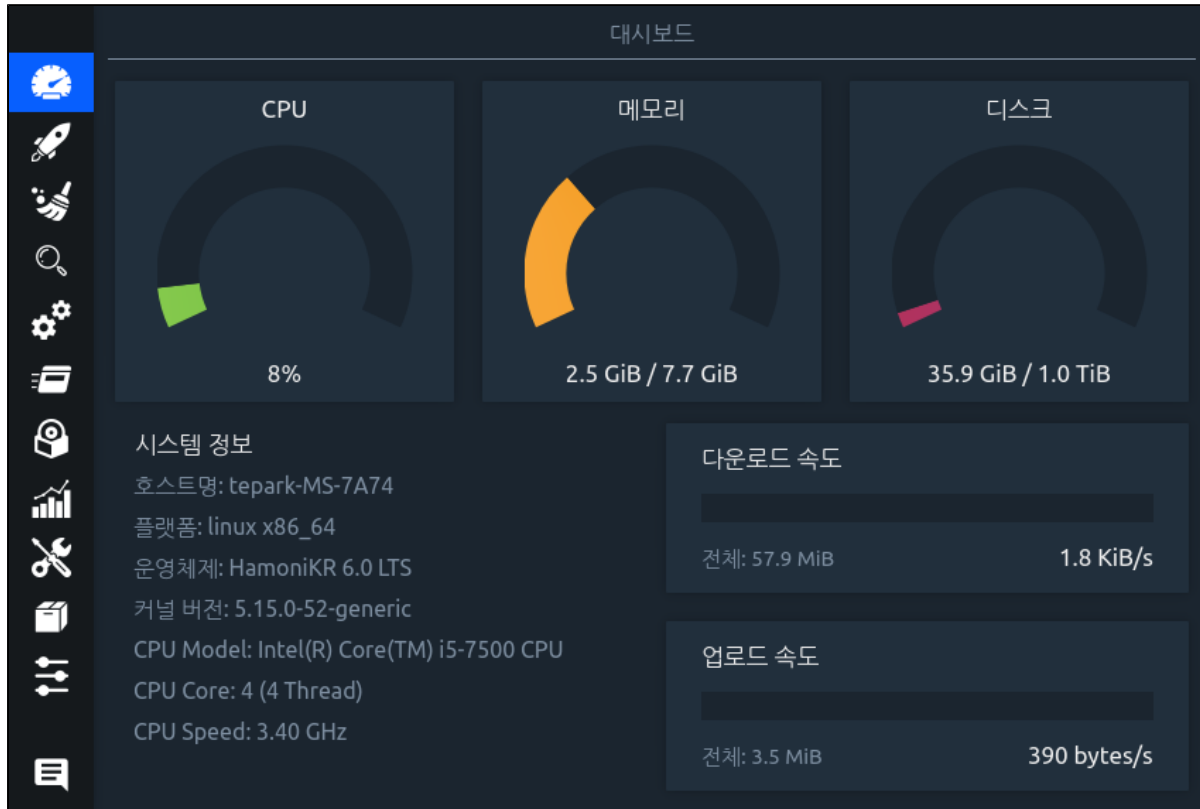 대시보드
CPU
메모리
디스크
8%
2.5 GiB / 7.7 GiB
35.9 GiB / 1.0 TiB
시스템 정보
호스트명: tepark-MS-7A74
플랫폼: linux x86_64
운영체제: HamoniKR 6.0 LTS
커널 버전: 5.15.0-52-generic
CPU Model: Intel(R) Core(TM) i5-7500 CPU
CPU Core: 4 (4 Thread)
CPU Speed: 3.40 GHz
다운로드 속도
전체: 57.9 MiB
1.8 KiB/s
업로드 속도
전체: 3.5 MiB
390 bytes/s